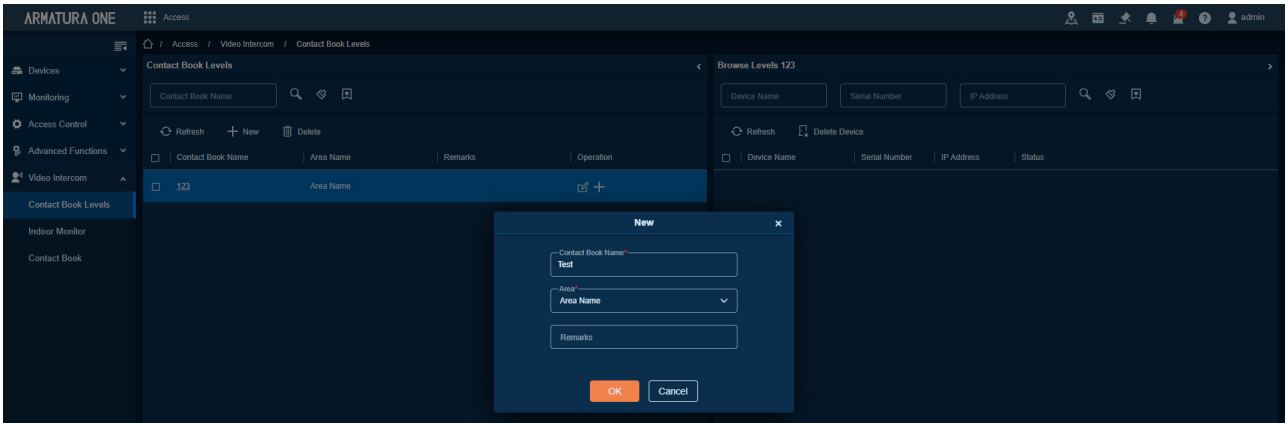 ARMATURA ONE
Access
4
admin
/ Access / Video Intercom / Contact Book Levels
Devices
Monitoring
Access Control
Advanced Functions
Video Intercom
Contact Book Levels
Indoor Monitor
Contact Book
Contact Book Levels
Contact Book Name
Refresh New Delete
Contact Book Name Area Name Remarks Operation
123 Area Name
Browse Levels 123
Device Name Serial Number IP Address
Refresh Delete Device
Device Name Serial Number IP Address Status
New
Contact Book Name*
Test
Area*
Area Name
Remarks
OK Cancel